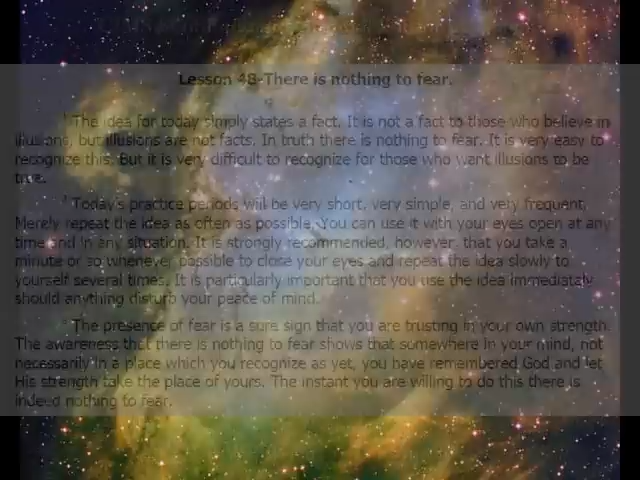 Lesson 48-There is nothing to fear.
1 The idea for today simply states a fact. It is not a fact to those who believe in
illusions, but illusions are not facts. In truth there is nothing to fear. It is very easy to
recognize this. But it is very difficult to recognize for those who want illusions to be
true.
2 Today's practice periods will be very short, very simple, and very frequent.
Merely repeat the idea as often as possible. You can use it with your eyes open at any
time and in any situation. It is strongly recommended, however, that you take a
minute or so whenever possible to close your eyes and repeat the idea slowly to
yourself several times. It is particularly important that you use the idea immediately
should anything disturb your peace of mind.
3 The presence of fear is a sure sign that you are trusting in your own strength.
The awareness that there is nothing to fear shows that somewhere in your mind, not
necessarily in a place which you recognize as yet, you have remembered God and let
His strength take the place of yours. The instant you are willing to do this there is
indeed nothing to fear.